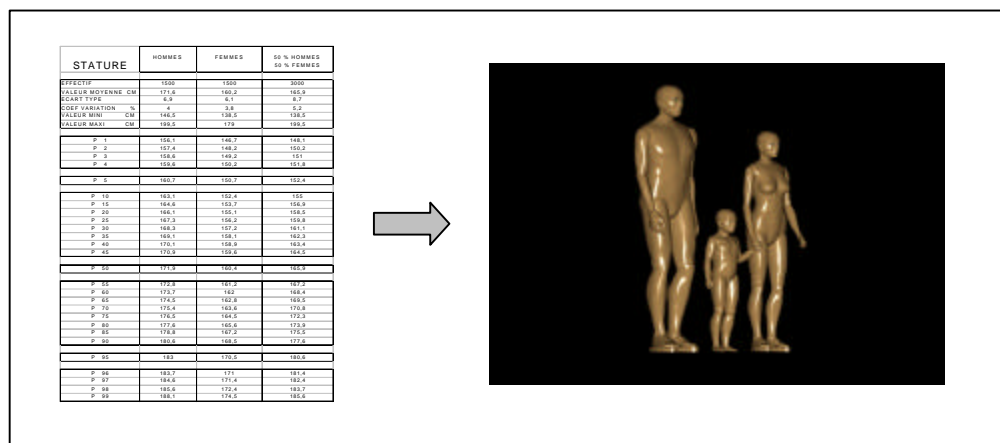 STATURE HOMMES FEMMES 50 % HOMMES
50 % FEMMES
EFFECTIF 1500 1500 3000
VALEUR MOYENNE CM 171,6 160,2 165,9
ECART TYPE 6,9 6,1 8,7
COEF VARIATION % 4 3,8 5,2
VALEUR MINI CM 146,5 138,5 138,5
VALEUR MAXI CM 199,5 179 199,5
P 1 156,1 146,7 148,1
P 2 157,4 148,2 150,2
P 3 158,6 149,2 151
P 4 159,6 150,2 151,8
P 5 160,7 150,7 152,4
P 10 163,1 152,4 155
P 15 164,6 153,7 156,9
P 20 166,1 155,1 158,5
P 25 167,3 156,2 159,8
P 30 168,3 157,2 161,1
P 35 169,1 158,1 162,3
P 40 170,1 158,9 163,4
P 45 170,9 159,6 164,5
P 50 171,9 160,4 165,9
P 55 172,8 161,2 167,2
P 60 173,7 162 168,4
P 65 174,5 162,8 169,5
P 70 175,4 163,6 170,8
P 75 176,5 164,5 172,3
P 80 177,6 165,6 173,9
P 85 178,8 167,2 175,5
P 90 180,6 168,5 177,6
P 95 183 170,5 180,6
P 96 183,7 171 181,4
P 97 184,6 171,4 182,4
P 98 185,6 172,4 183,7
P 99 188,1 174,5 185,6